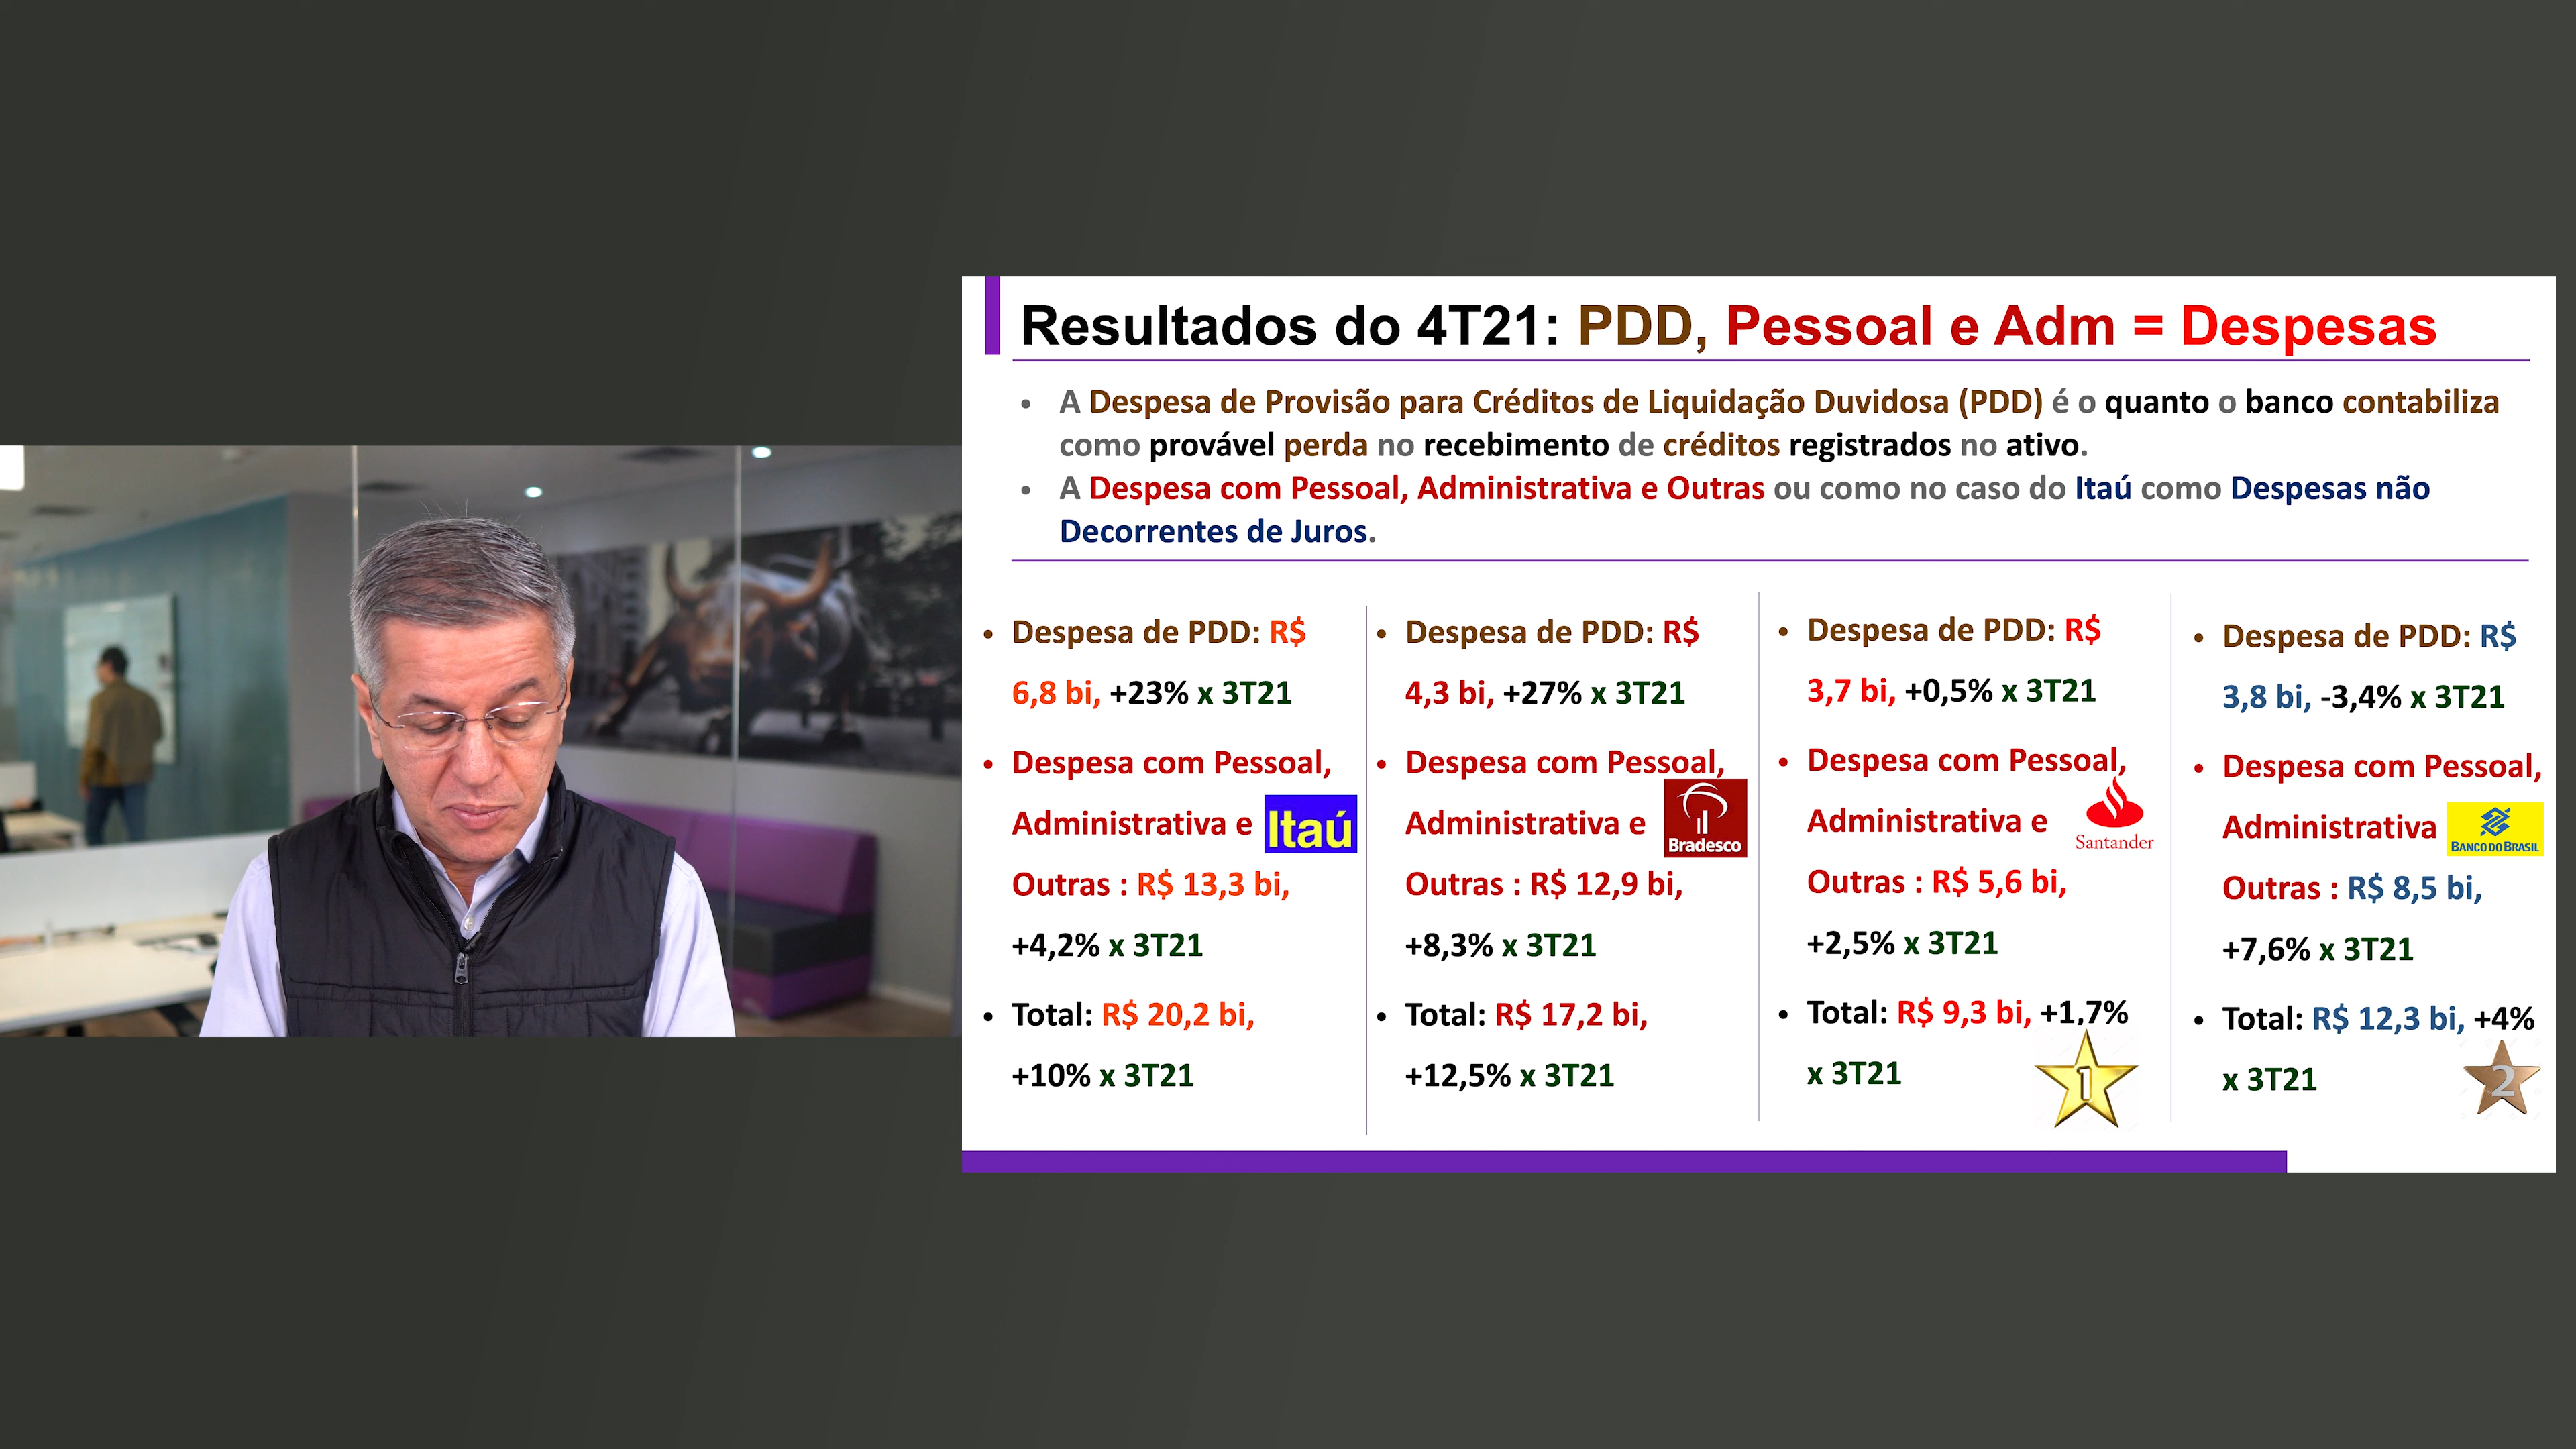 Resultados do 4T21: PDD, Pessoal e Adm = Despesas
• A Despesa de Provisão para Créditos de Liquidação Duvidosa (PDD) é o quanto o banco contabiliza
como provável perda no recebimento de créditos registrados no ativo.
• A Despesa com Pessoal, Administrativa e Outras ou como no caso do Itaú como Despesas não
Decorrentes de Juros.
• Despesa de PDD: R$
6,8 bi, +23% x 3T21
• Despesa com Pessoal,
Administrativa e
Itaú
Outras : R$ 13,3 bi,
+4,2% x 3T21
• Total: R$ 20,2 bi,
+10% x 3T21
• Despesa de PDD: R$
4,3 bi, +27% x 3T21
• Despesa com Pessoal,
Administrativa e
Bradesco
Outras : R$ 12,9 bi,
+8,3% x 3T21
• Total: R$ 17,2 bi,
+12,5% x 3T21
• Despesa de PDD: R$
3,7 bi, +0,5% x 3T21
• Despesa com Pessoal,
Administrativa e
Santander
Outras : R$ 5,6 bi,
+2,5% x 3T21
• Total: R$ 9,3 bi, +1,7%
x 3T21
1
• Despesa de PDD: R$
3,8 bi, -3,4% x 3T21
• Despesa com Pessoal,
Administrativa
BANCO DO BRASIL
Outras : R$ 8,5 bi,
+7,6% x 3T21
• Total: R$ 12,3 bi, +4%
x 3T21
2